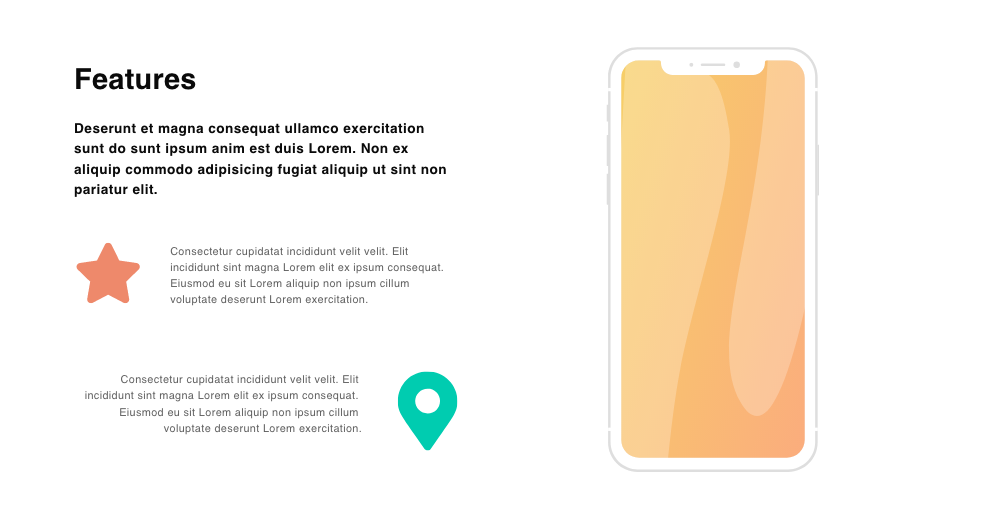 Features
Deserunt et magna consequat ullamco exercitation
sunt do sunt ipsum anim est duis Lorem. Non ex
aliquip commodo adipisicing fugiat aliquip ut sint non
pariatur elit.
Consectetur cupidatat incididunt velit velit. Elit
incididunt sint magna Lorem elit ex ipsum consequat.
Eiusmod eu sit Lorem aliquip non ipsum cillum
voluptate deserunt Lorem exercitation.
Consectetur cupidatat incididunt velit velit. Elit
incididunt sint magna Lorem elit ex ipsum consequat.
Eiusmod eu sit Lorem aliquip non ipsum cillum
voluptate deserunt Lorem exercitation.